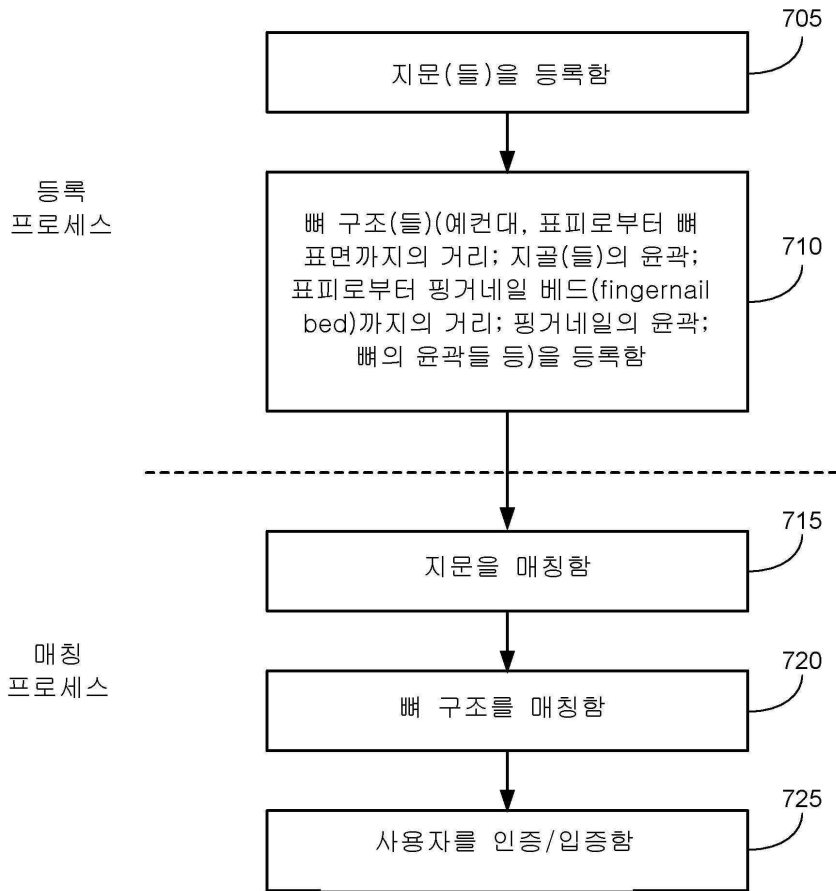 705
지문(들)을 등록함
등록
프로세스
뼈 구조(들)(예컨대, 표피로부터 뼈
표면까지의 거리; 지골(들)의 윤곽;
표피로부터 핑거네일 베드(fingernail
bed)까지의 거리; 핑거네일의 윤곽;
뼈의 윤곽들 등)을 등록함
710
715
지문을 매칭함
매칭
프로세스
720
뼈 구조를 매칭함
725
사용자를 인증/입증함